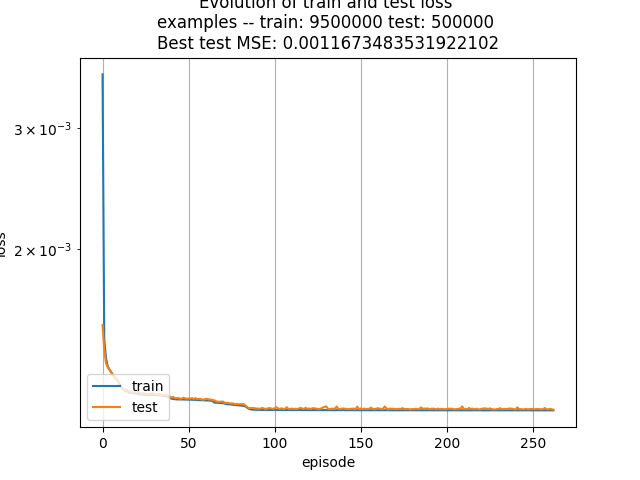 Evolution of train and test loss
examples -- train: 9500000 test: 500000
Best test MSE: 0.0011673483531922102
3 × 10⁻³
2 × 10⁻³
loss
train
test
0 50 100 150 200 250
episode